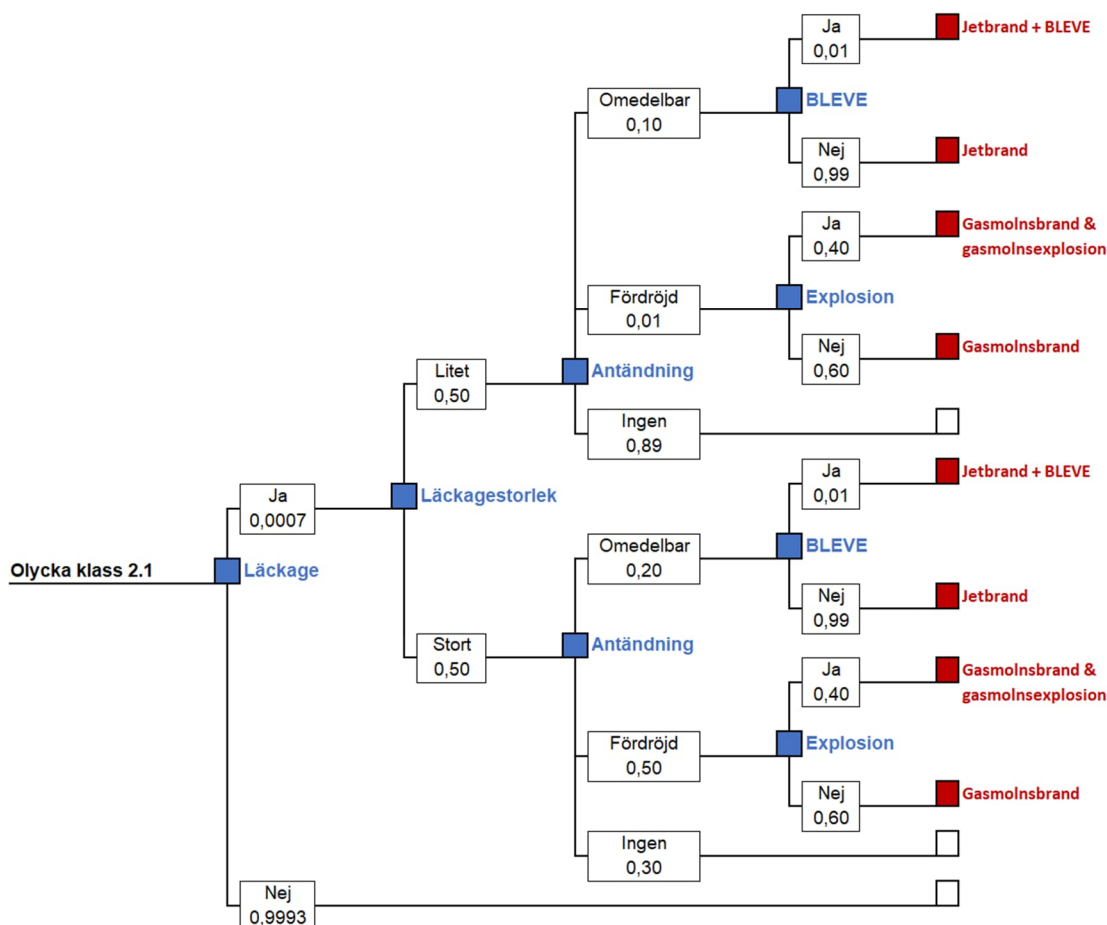 Ja
0,01
Jetbrand + BLEVE
Omedelbar
0,10
BLEVE
Nej
0,99
Jetbrand
Ja
0,40
Gasmolnsbrand &
gasmolnsexplosion
Fördröjd
0,01
Explosion
Nej
0,60
Gasmolnsbrand
Litet
0,50
Antändning
Ingen
0,89
Ja
0,01
Jetbrand + BLEVE
Ja
0,0007
Läckagestorlek
Omedelbar
0,20
BLEVE
Olycka klass 2.1
Läckage
Nej
0,99
Jetbrand
Stort
0,50
Antändning
Ja
0,40
Gasmolnsbrand &
gasmolnsexplosion
Fördröjd
0,50
Explosion
Nej
0,60
Gasmolnsbrand
Ingen
0,30
Nej
0,9993